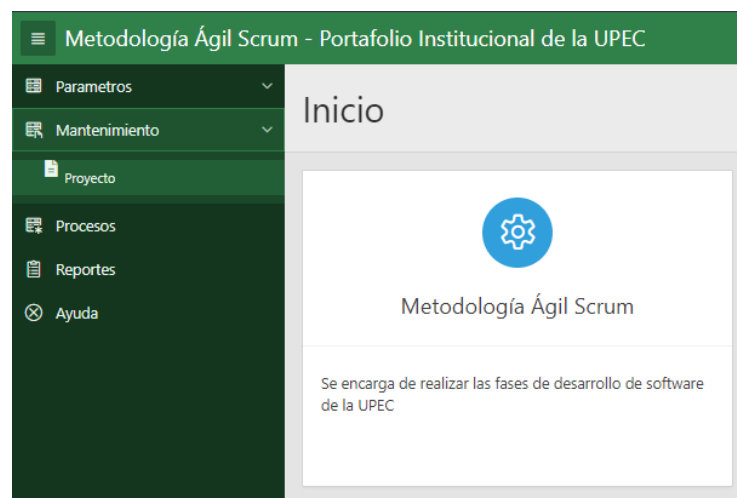 Metodología Ágil Scrum - Portafolio Institucional de la UPEC
Parametros
Mantenimiento
Proyecto
Procesos
Reportes
Ayuda
Inicio
Metodología Ágil Scrum
Se encarga de realizar las fases de desarrollo de software
de la UPEC